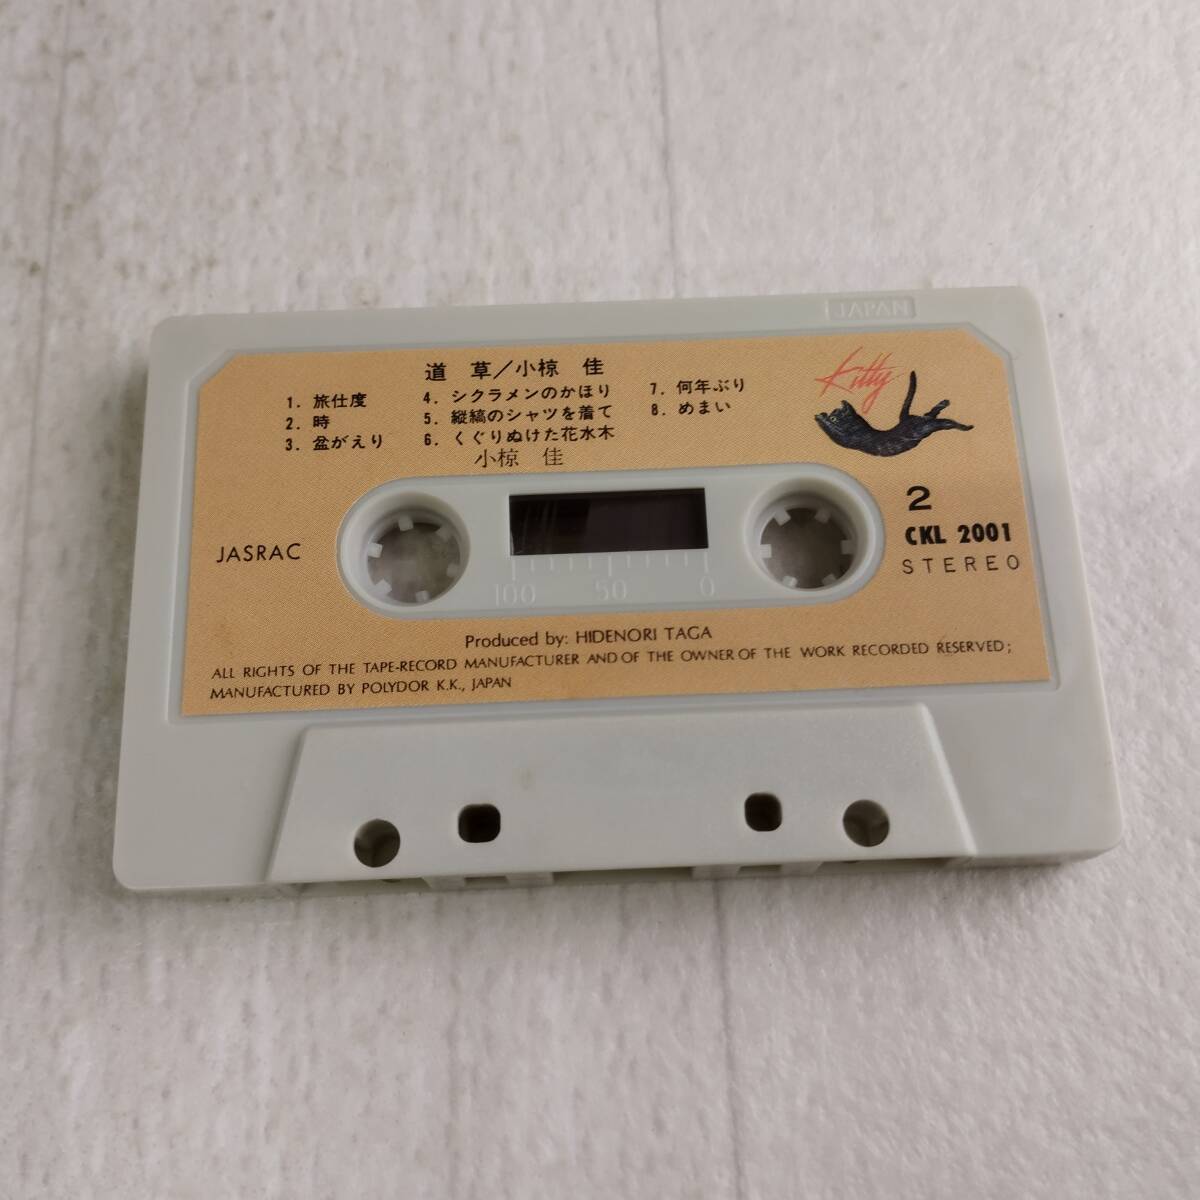 JAPAN
道 草／小椋 佳
1. 旅仕度
2. 時
3. 盆がえり
4. シクラメンのかほり
5. 縦縞のシャツを着て
6. くぐりぬけた花水木
7. 何年ぶり
8. めまい
小椋 佳
Kitty
2
CKL 2001
STEREO
JASRAC
100 50 0
Produced by: HIDENORI TAGA
ALL RIGHTS OF THE TAPE-RECORD MANUFACTURER AND OF THE OWNER OF THE WORK RECORDED RESERVED;
MANUFACTURED BY POLYDOR K.K., JAPAN